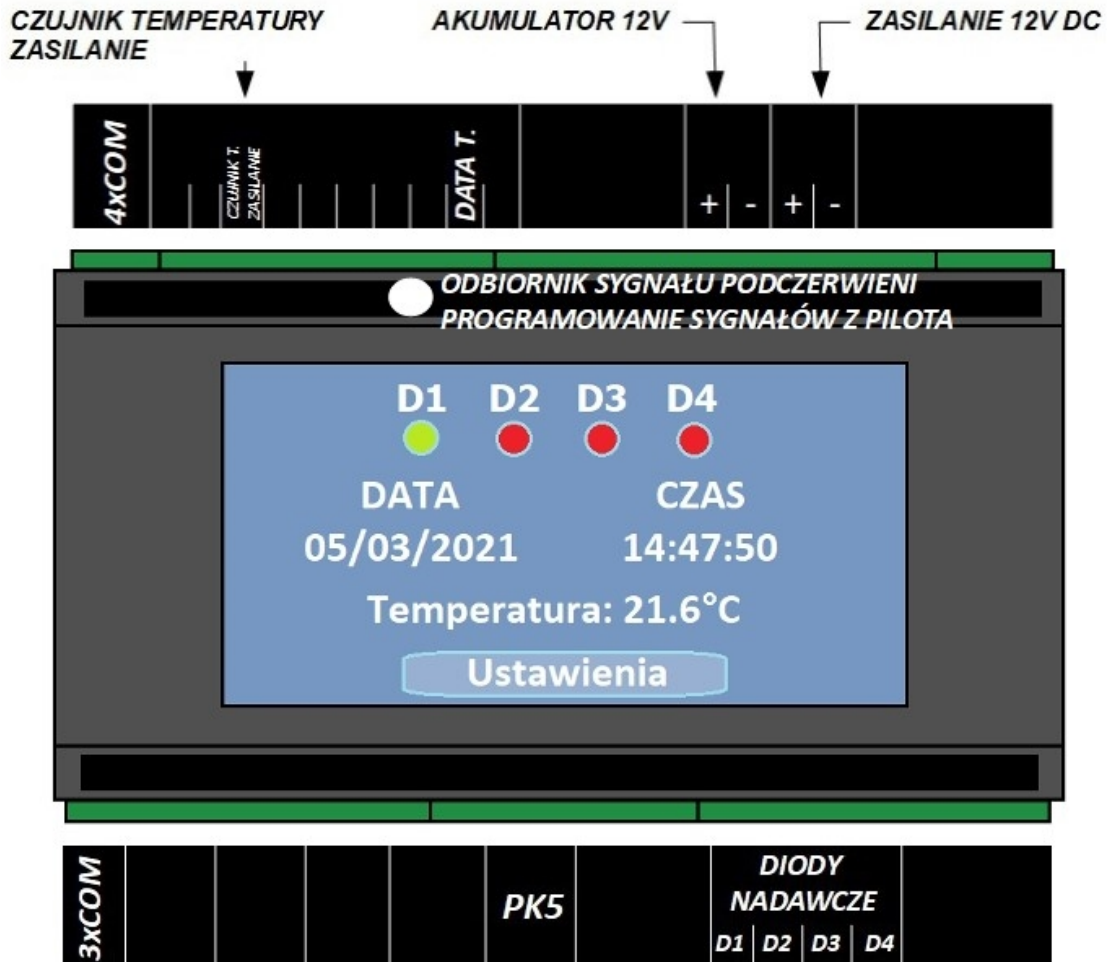 CZUJNIK TEMPERATURY
ZASILANIE
AKUMULATOR 12V
ZASILANIE 12V DC
4xCOM
CZUJNIK T.
ZASILANIE
DATA T.
+ - + -
ODBIORNIK SYGNAŁU PODCZERWIENI
PROGRAMOWANIE SYGNAŁÓW Z PILOTA
D1 D2 D3 D4
DATA CZAS
05/03/2021 14:47:50
Temperatura: 21.6°C
Ustawienia
3xCOM
PK5
DIODY
NADAWCZE
D1 D2 D3 D4